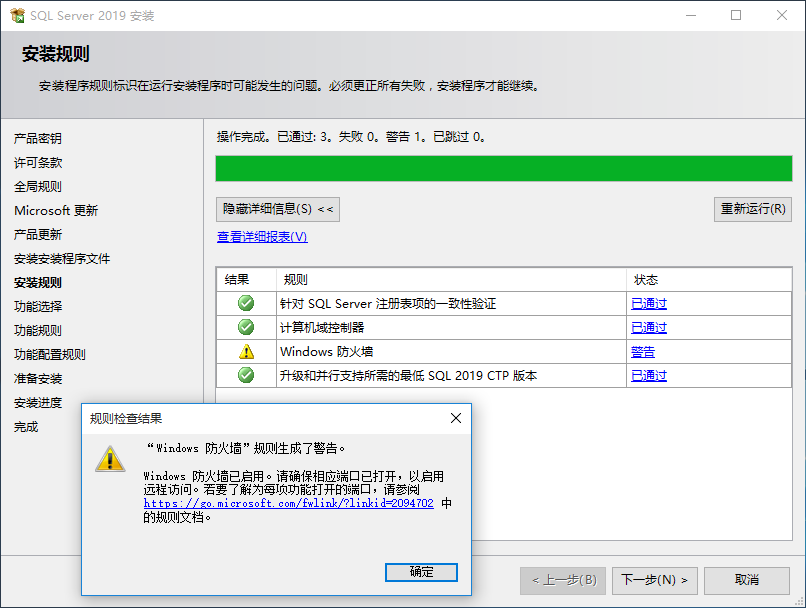 SQL Server 2019 安装
安装规则
安装程序规则标识在运行安装程序时可能发生的问题。必须更正所有失败，安装程序才能继续。
产品密钥
许可条款
全局规则
Microsoft 更新
产品更新
安装安装程序文件
安装规则
功能选择
功能规则
功能配置规则
准备安装
安装进度
完成
操作完成。已通过: 3。失败 0。警告 1。已跳过 0。
隐藏详细信息(S) <<
重新运行(R)
查看详细报表(V)
结果 规则 状态
针对 SQL Server 注册表项的一致性验证 已通过
计算机域控制器 已通过
Windows 防火墙 警告
升级和并行支持所需的最低 SQL 2019 CTP 版本 已通过
规则检查结果
“Windows 防火墙”规则生成了警告。
Windows 防火墙已启用。请确保相应端口已打开，以启用
远程访问。若要了解为每项功能打开的端口，请参阅
https://go.microsoft.com/fwlink/?linkid=2094702 中
的规则文档。
确定
< 上一步(B)
下一步(N) >
取消